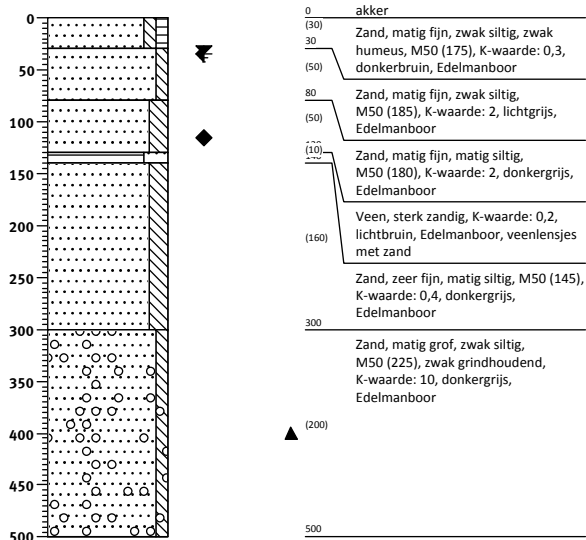 0
50
100
150
200
250
300
350
400
450
500
0
akker
(30)
Zand, matig fijn, zwak siltig, zwak
humeus, M50 (175), K-waarde: 0,3,
donkerbruin, Edelmanboor
30
(50)
80
Zand, matig fijn, zwak siltig,
M50 (185), K-waarde: 2, lichtgrijs,
Edelmanboor
(50)
(10)
Zand, matig fijn, matig siltig,
M50 (180), K-waarde: 2, donkergrijs,
Edelmanboor
Veen, sterk zandig, K-waarde: 0,2,
lichtbruin, Edelmanboor, veenlensjes
met zand
(160)
Zand, zeer fijn, matig siltig, M50 (145),
K-waarde: 0,4, donkergrijs,
Edelmanboor
300
Zand, matig grof, zwak siltig,
M50 (225), zwak grindhoudend,
K-waarde: 10, donkergrijs,
Edelmanboor
(200)
500